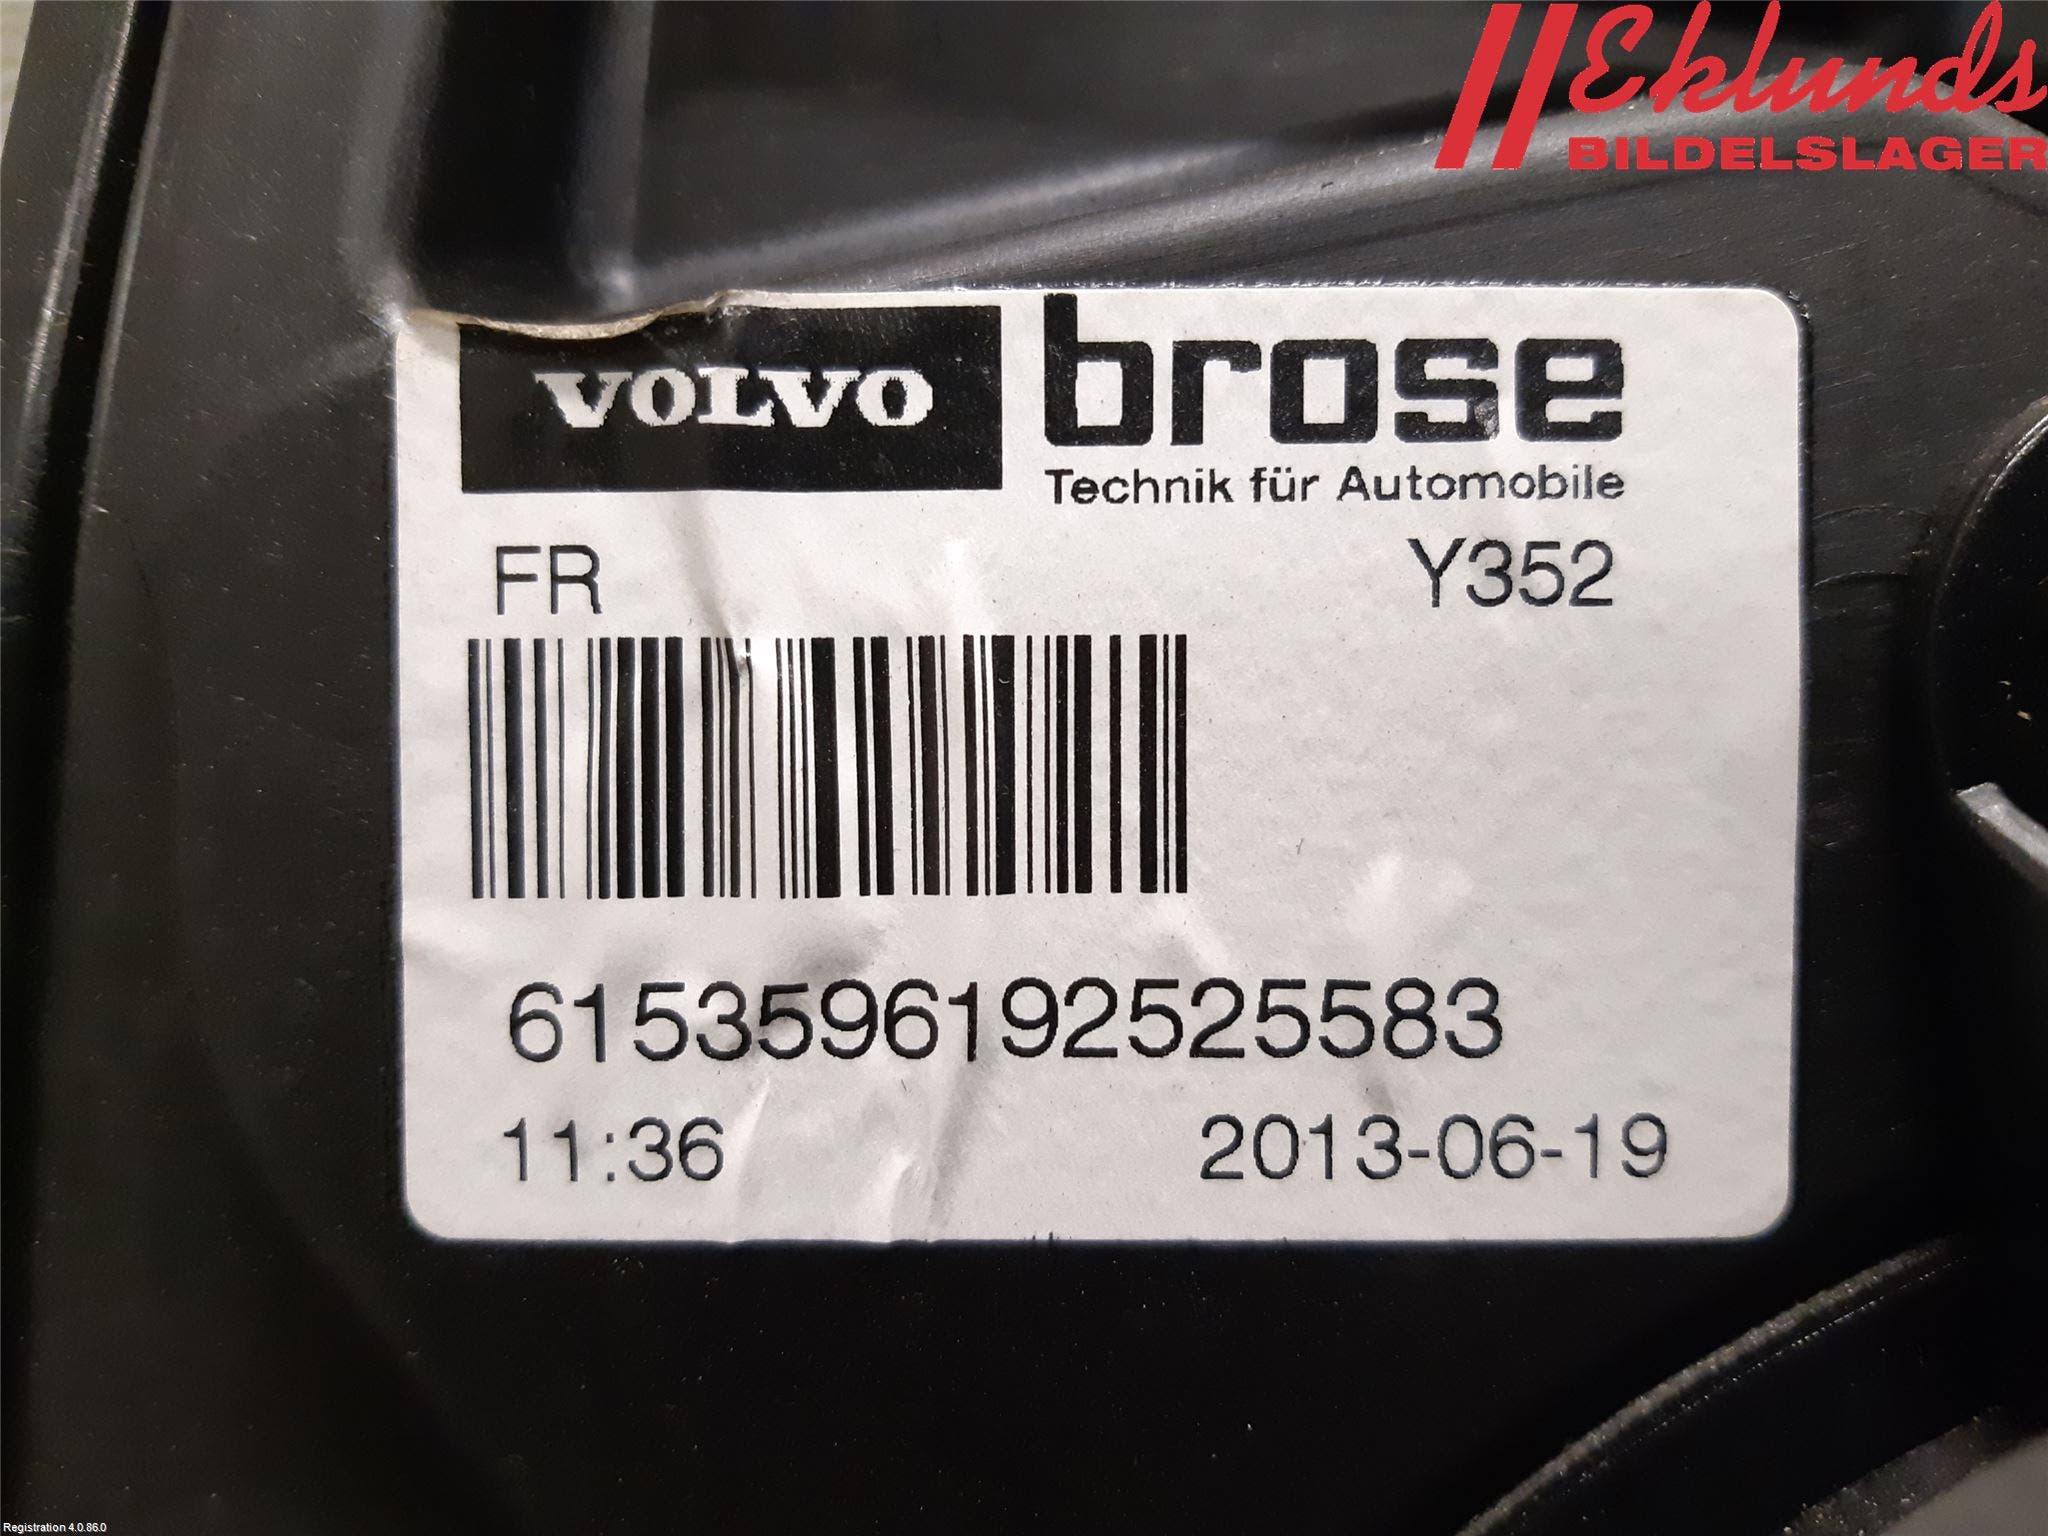 Eklunds
BILDELSLAGER
VOLVO
brose
Technik für Automobile
FR
Y352
6153596192525583
11:36
2013-06-19
Registration 4.0.86.0